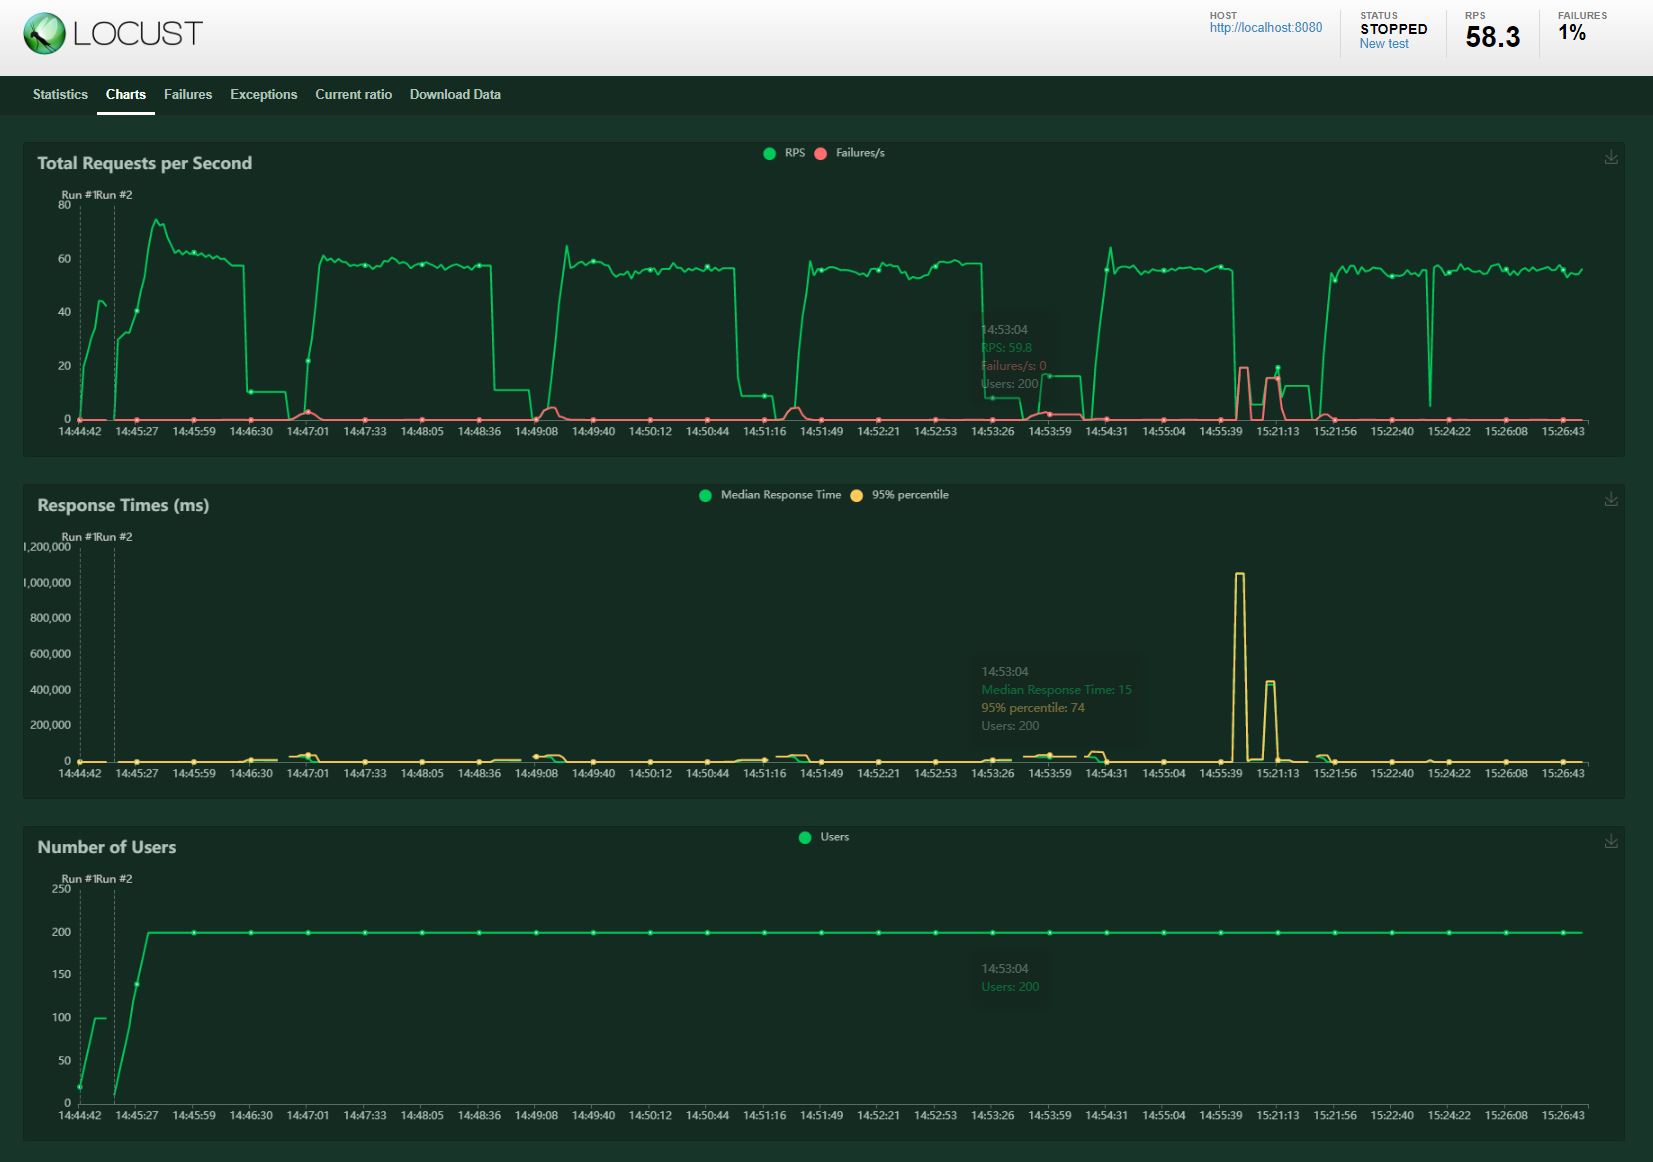 LOCUST
HOST
http://localhost:8080
STATUS
STOPPED
New test
RPS
58.3
FAILURES
1%
Statistics Charts Failures Exceptions Current ratio Download Data
Total Requests per Second
RPS Failures/s
Run #1 Run #2
80
60
40
20
0
14:53:04
RPS: 59.8
Failures/s: 0
Users: 200
14:44:42 14:45:27 14:45:59 14:46:30 14:47:01 14:47:33 14:48:05 14:48:36 14:49:08 14:49:40 14:50:12 14:50:44 14:51:16 14:51:49 14:52:21 14:52:53 14:53:26 14:53:59 14:54:31 14:55:04 14:55:39 15:21:13 15:21:56 15:22:40 15:24:22 15:26:08 15:26:43
Response Times (ms)
Median Response Time 95% percentile
Run #1 Run #2
1,200,000
1,000,000
800,000
600,000
400,000
200,000
0
14:53:04
Median Response Time: 15
95% percentile: 74
Users: 200
14:44:42 14:45:27 14:45:59 14:46:30 14:47:01 14:47:33 14:48:05 14:48:36 14:49:08 14:49:40 14:50:12 14:50:44 14:51:16 14:51:49 14:52:21 14:52:53 14:53:26 14:53:59 14:54:31 14:55:04 14:55:39 15:21:13 15:21:56 15:22:40 15:24:22 15:26:08 15:26:43
Number of Users
Users
Run #1 Run #2
250
200
150
100
50
0
14:53:04
Users: 200
14:44:42 14:45:27 14:45:59 14:46:30 14:47:01 14:47:33 14:48:05 14:48:36 14:49:08 14:49:40 14:50:12 14:50:44 14:51:16 14:51:49 14:52:21 14:52:53 14:53:26 14:53:59 14:54:31 14:55:04 14:55:39 15:21:13 15:21:56 15:22:40 15:24:22 15:26:08 15:26:43